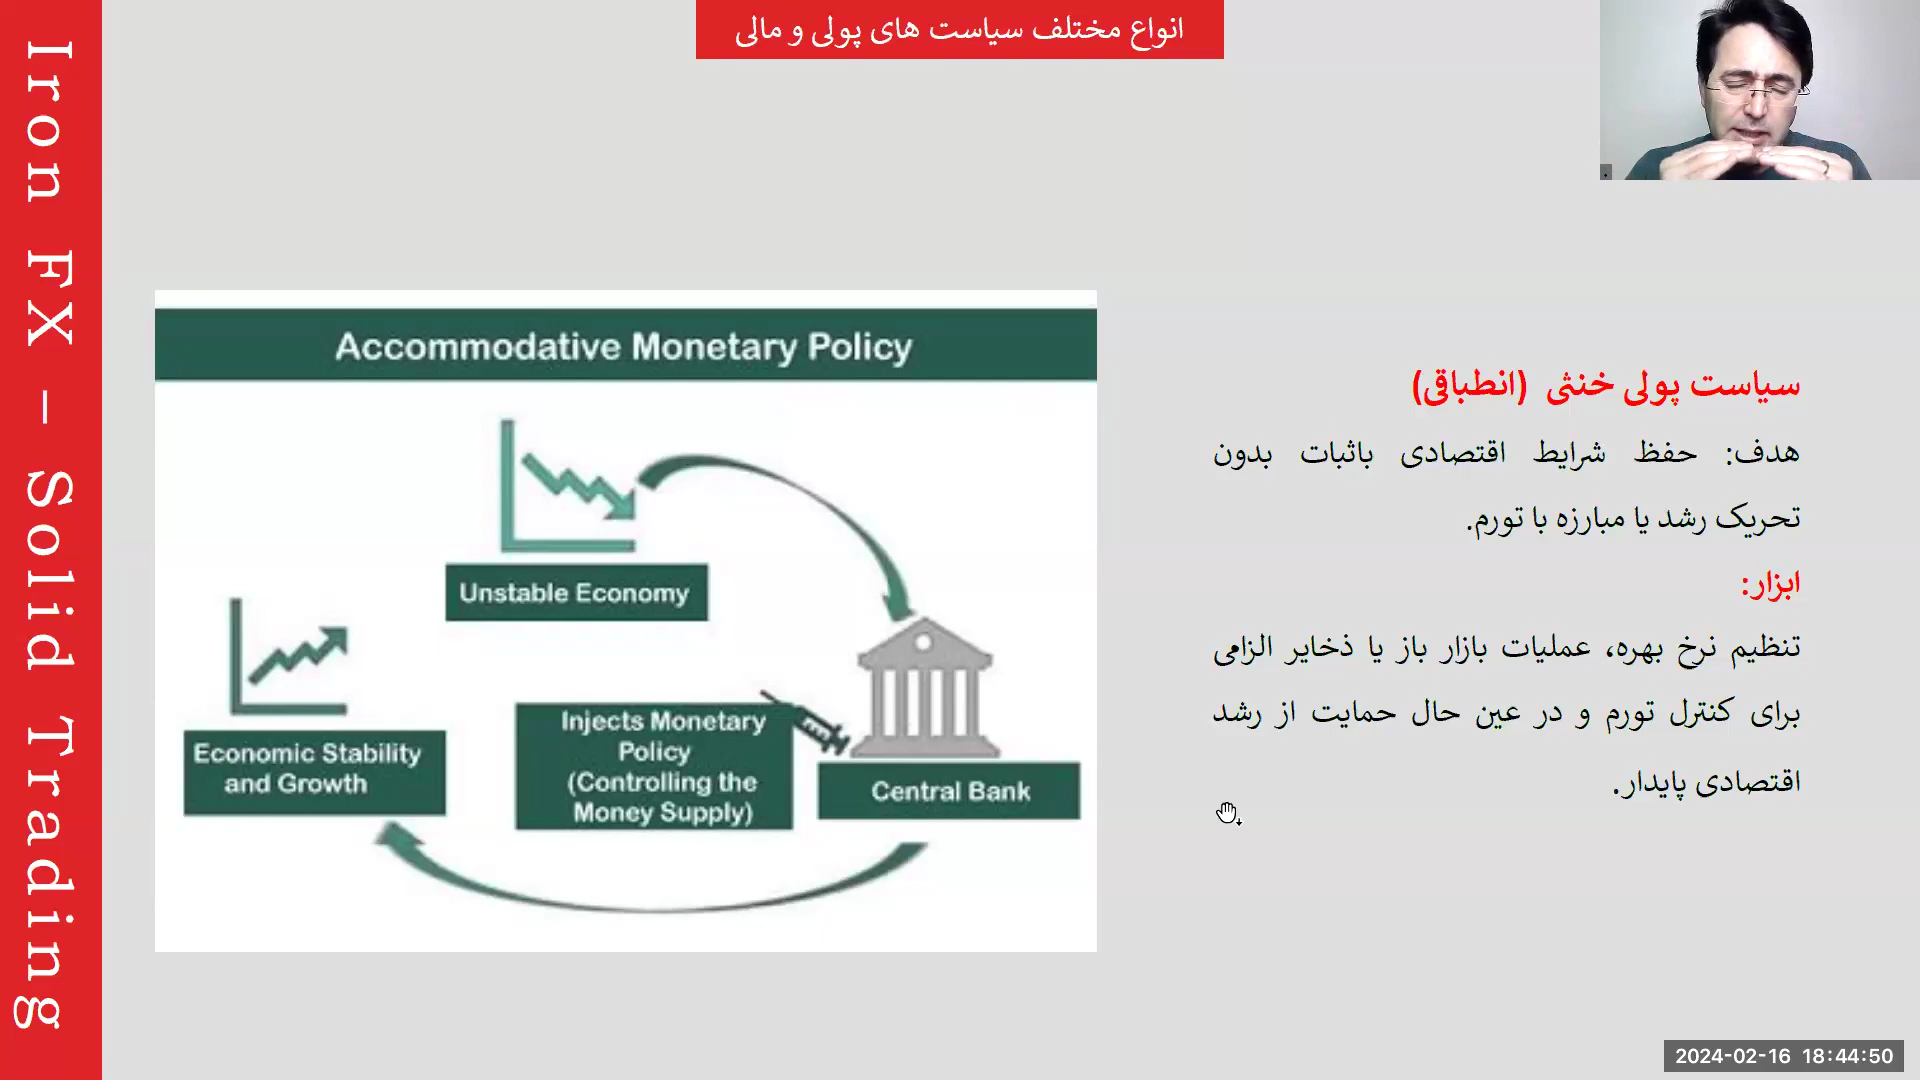 انواع مختلف سیاست های پولی و مالی
Iron FX – Solid Trading
Accommodative Monetary Policy
Unstable Economy
Economic Stability
and Growth
Injects Monetary
Policy
(Controlling the
Money Supply)
Central Bank
سیاست پولی خنثی (انطباقی)
هدف: حفظ شرایط اقتصادی باثبات بدون
تحریک رشد یا مبارزه با تورم.
ابزار:
تنظیم نرخ بهره، عملیات بازار باز یا ذخایر الزامی
برای کنترل تورم و در عین حال حمایت از رشد
اقتصادی پایدار.
2024-02-16 18:44:50